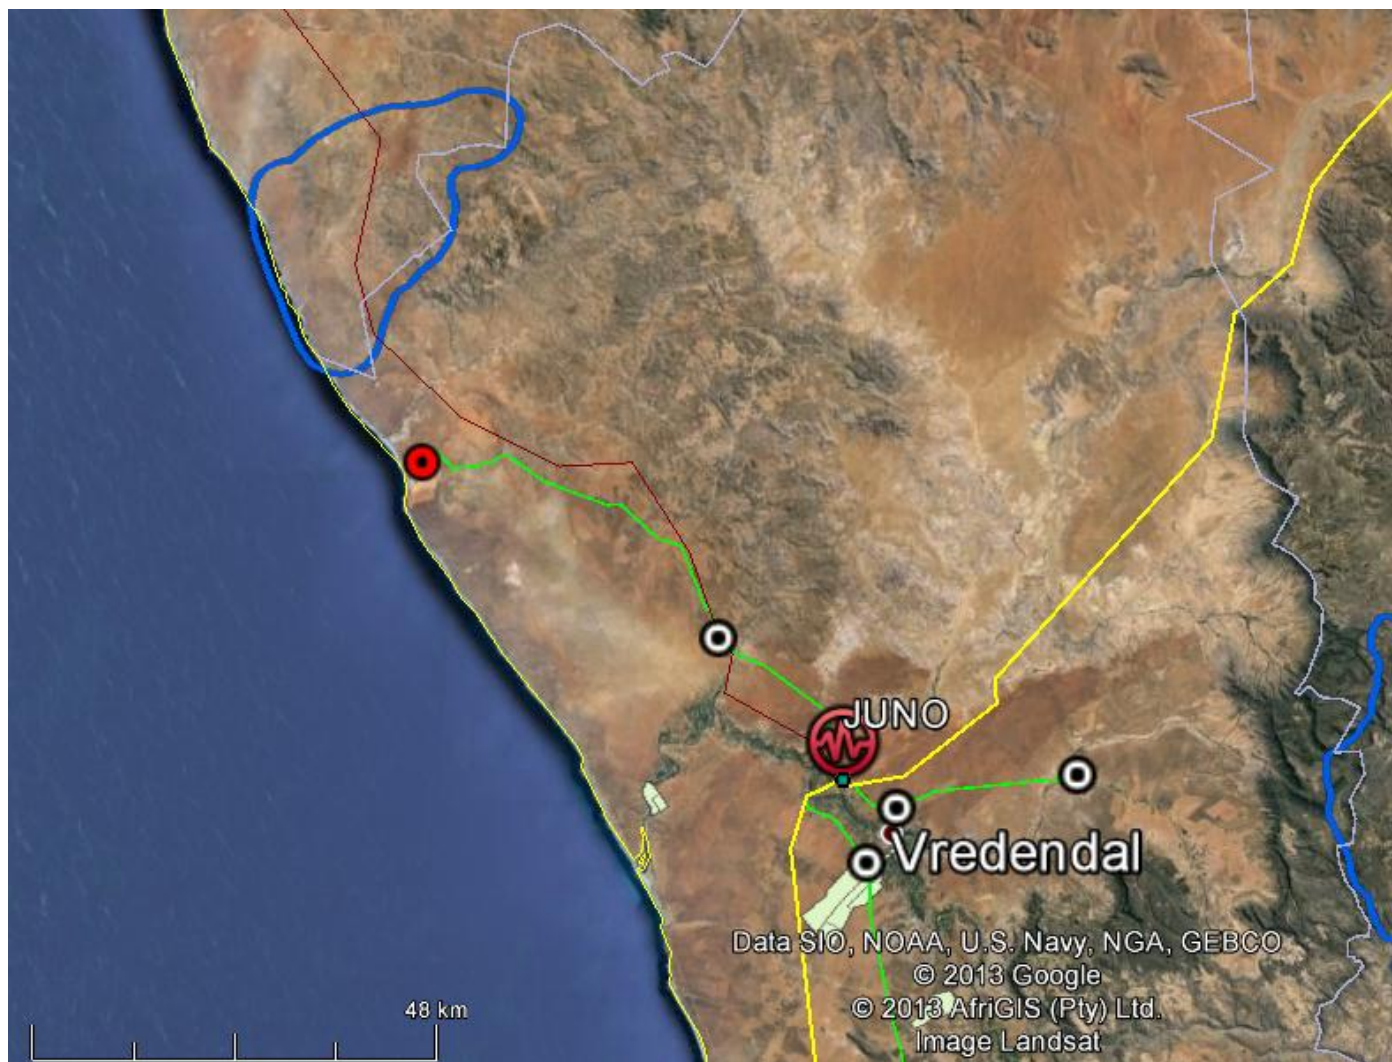 JUNO
Vredendal
Data SIO, NOAA, U.S. Navy, NGA, GEBCO
© 2013 Google
© 2013 AfriGIS (Pty) Ltd.
48 km
Image Landsat